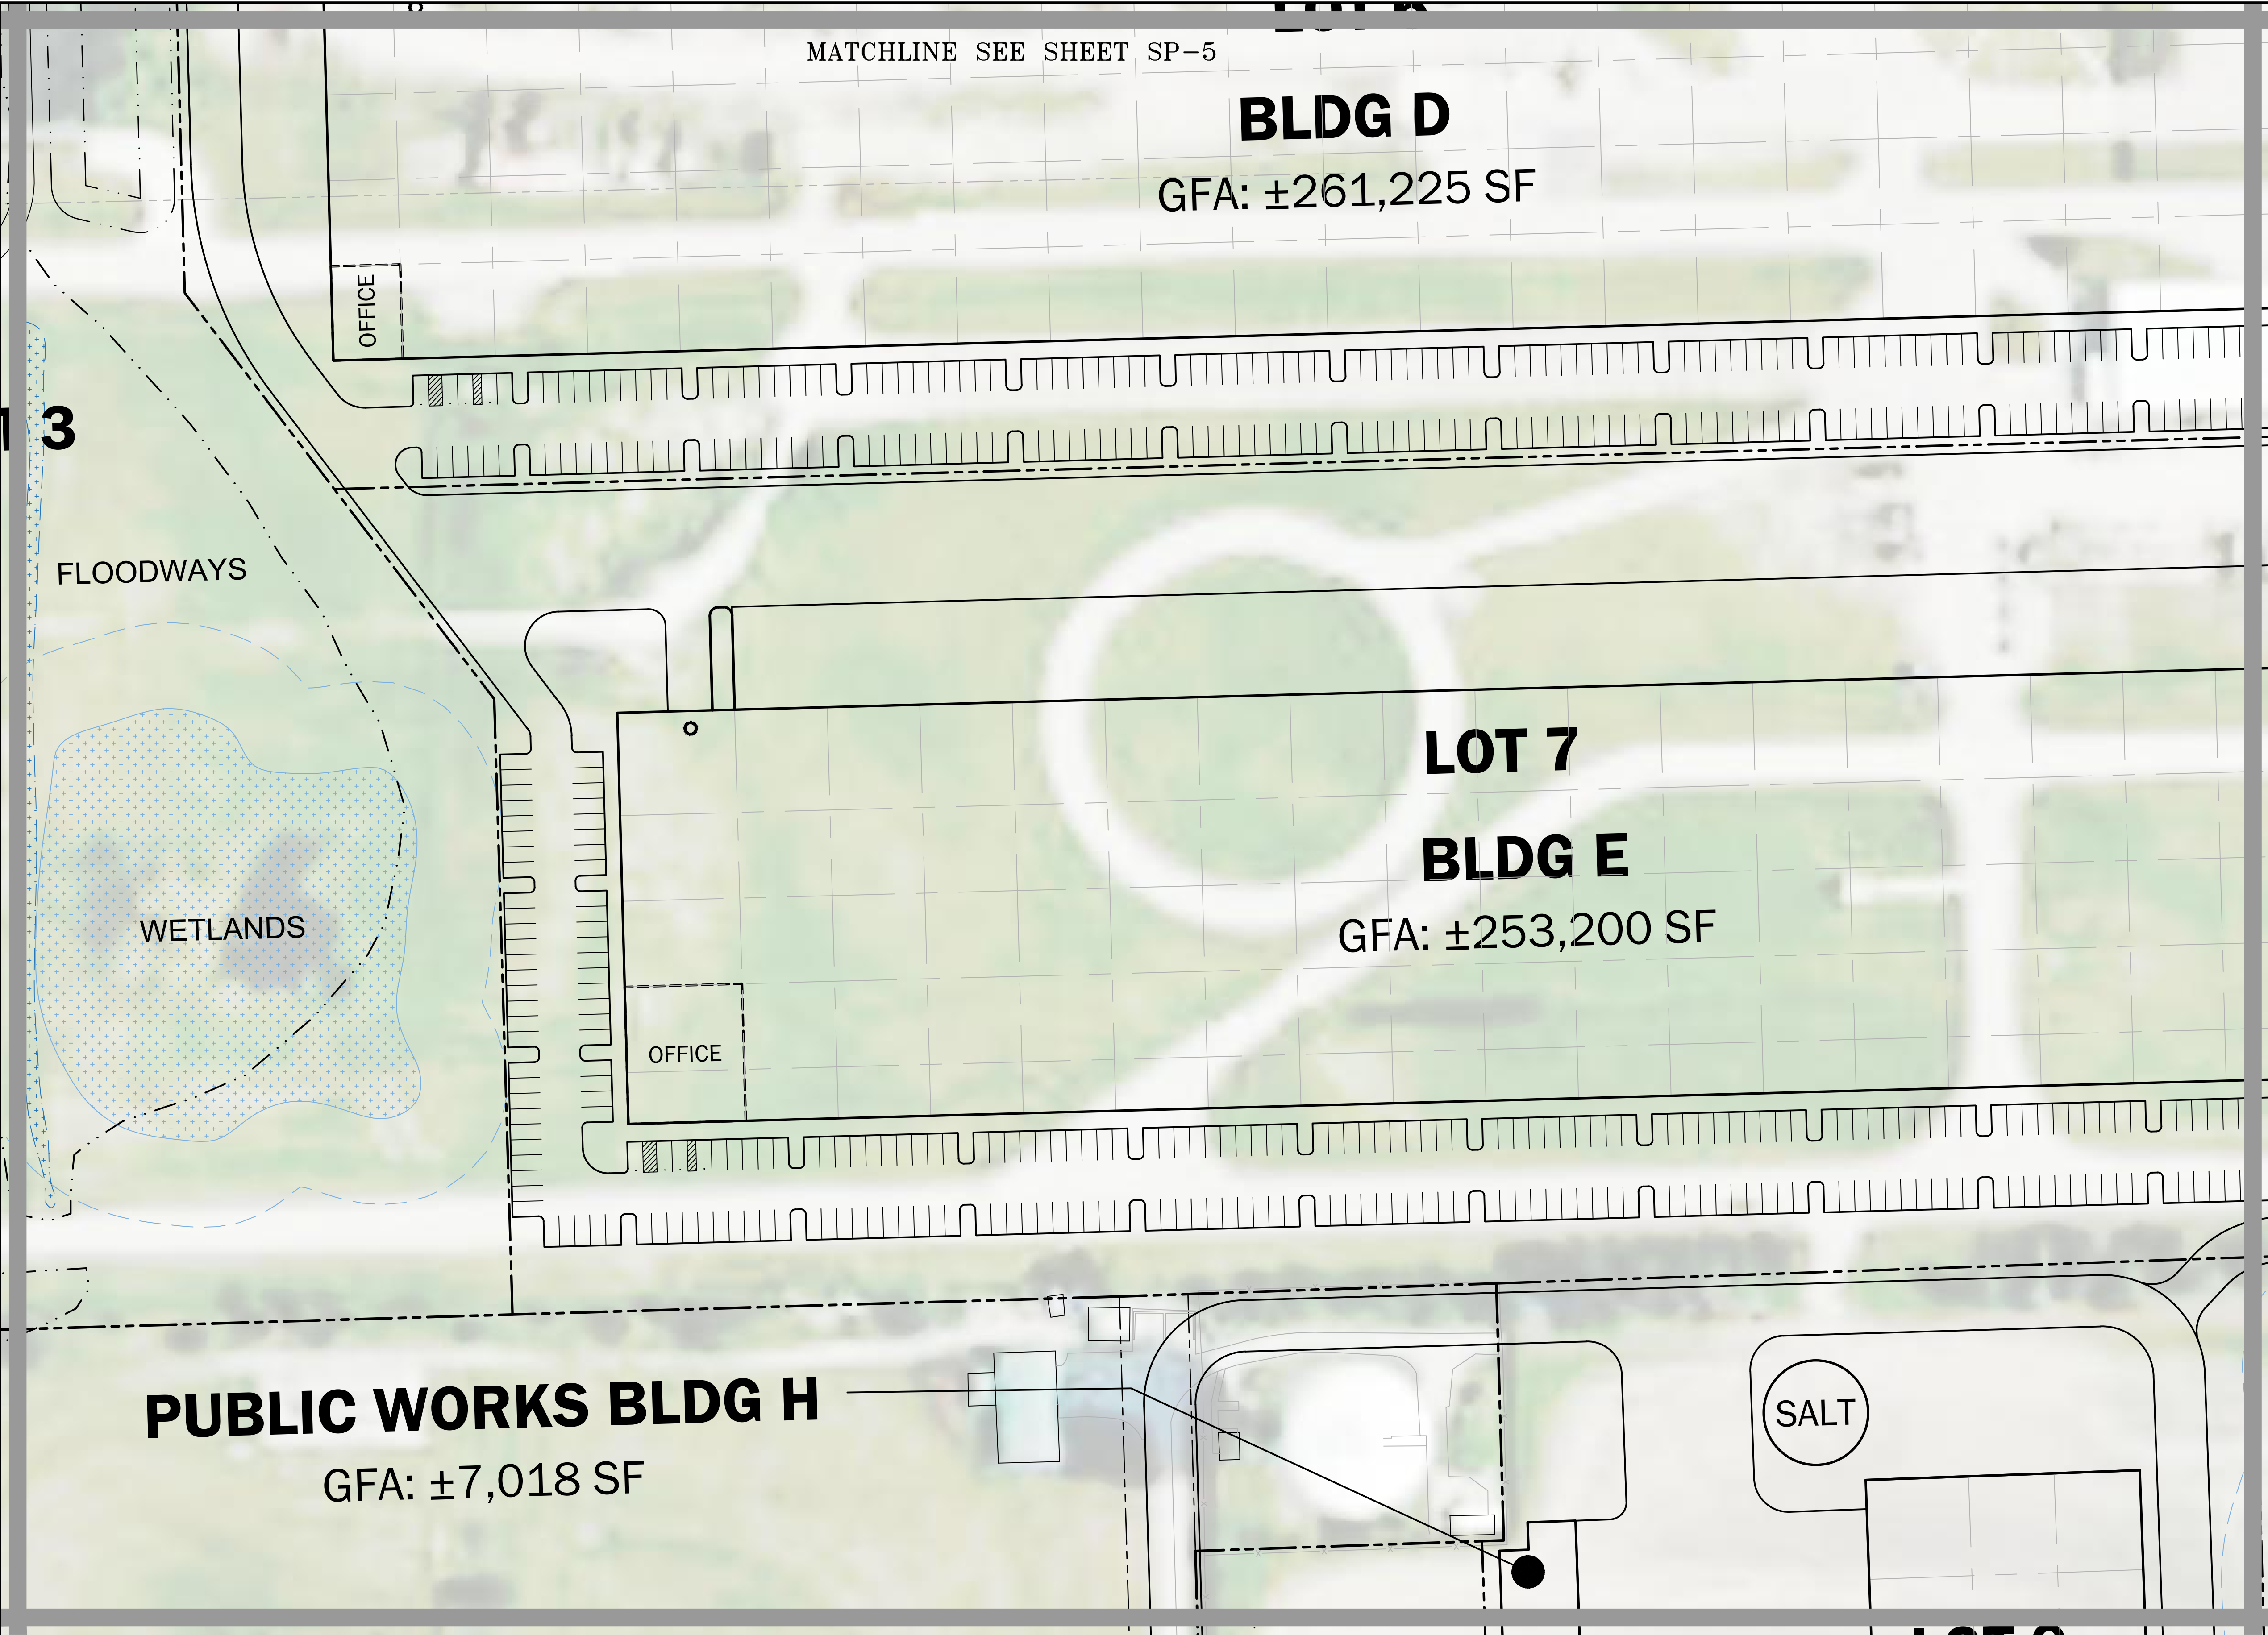 MATCHLINE SEE SHEET SP-5
BLDG D
GFA: ±261,225 SF
OFFICE
3
FLOODWAYS
LOT 7
BLDG E
GFA: ±253,200 SF
WETLANDS
OFFICE
PUBLIC WORKS BLDG H
GFA: ±7,018 SF
SALT